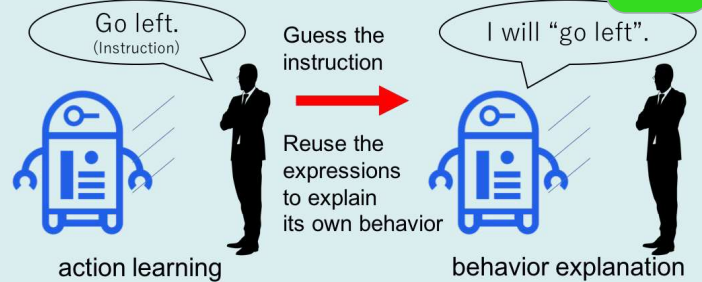 Go left.
(Instruction)
Guess the
instruction
Reuse the
expressions
to explain
its own behavior
I will “go left”.
action learning
behavior explanation